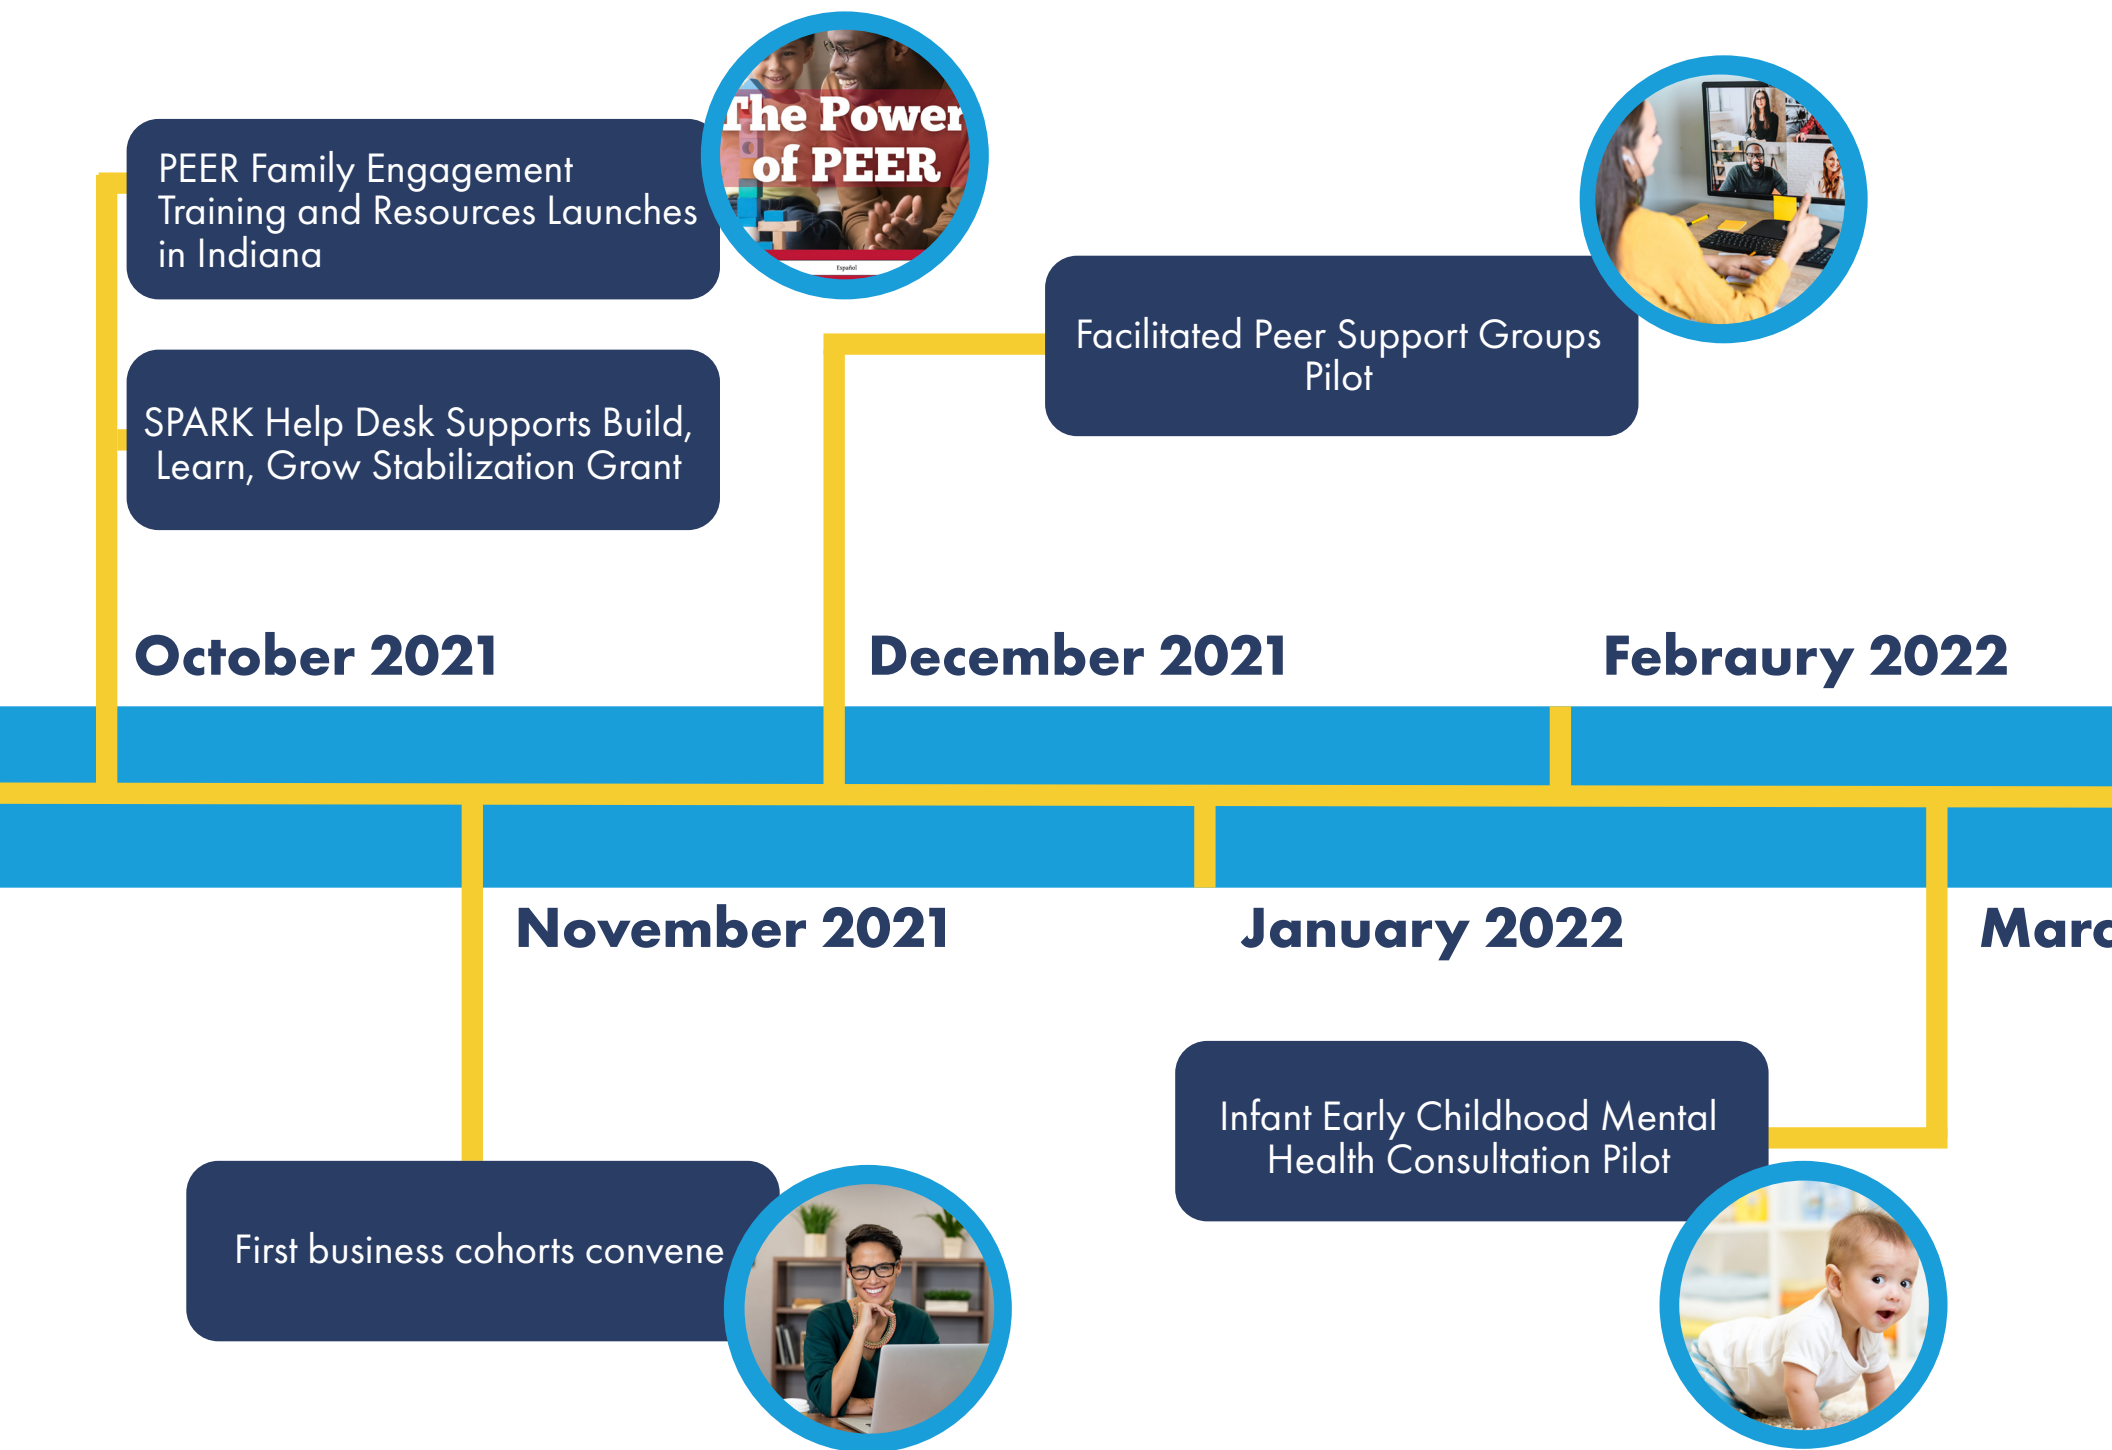 The Power
of PEER
Español
PEER Family Engagement
Training and Resources Launches
in Indiana
SPARK Help Desk Supports Build,
Learn, Grow Stabilization Grant
Facilitated Peer Support Groups
Pilot
October 2021
December 2021
Febraury 2022
November 2021
January 2022
Marc
Infant Early Childhood Mental
Health Consultation Pilot
First business cohorts convene